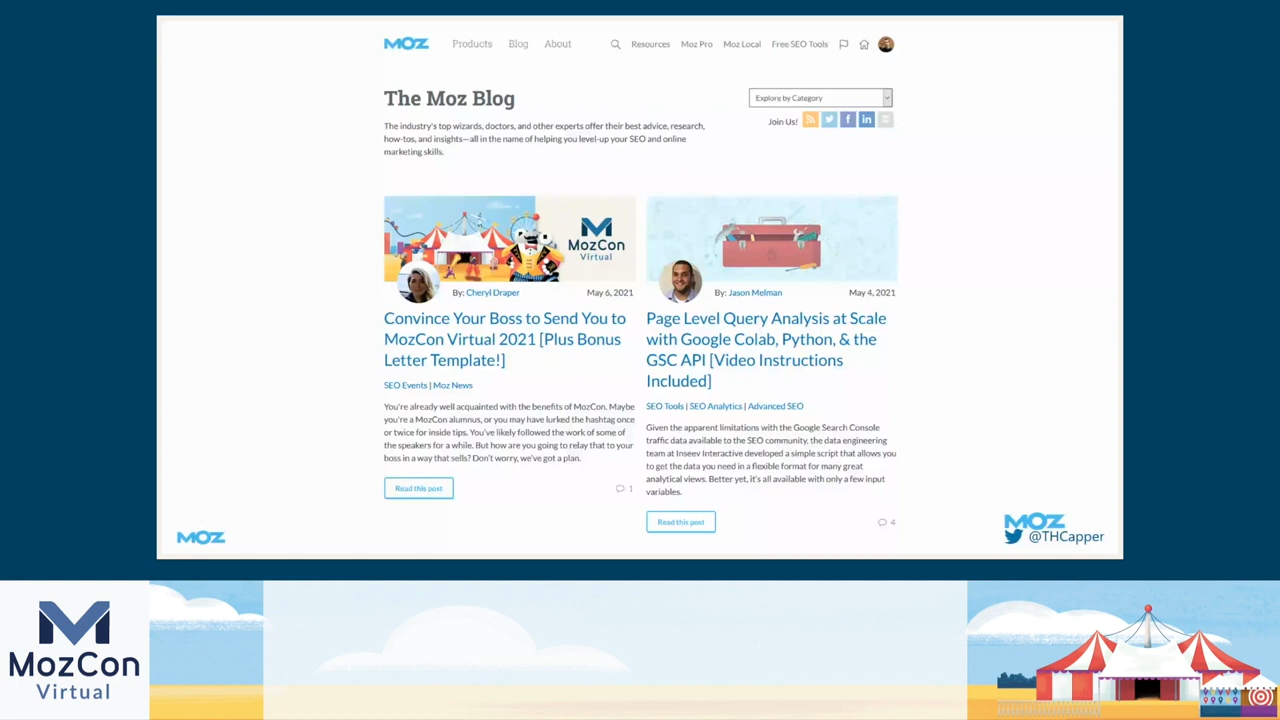 MOZ
Products Blog About
Resources Moz Pro Moz Local Free SEO Tools
The Moz Blog
Explore by Category
The industry's top wizards, doctors, and other experts offer their best advice, research,
how-tos, and insights—all in the name of helping you level-up your SEO and online
marketing skills.
Join Us!
MozCon
Virtual
By: Cheryl Draper May 6, 2021
Convince Your Boss to Send You to
MozCon Virtual 2021 [Plus Bonus
Letter Template!]
SEO Events | Moz News
You're already well acquainted with the benefits of MozCon. Maybe
you're a MozCon alumnus, or you may have lurked the hashtag once
or twice for inside tips. You've likely followed the work of some of
the speakers for a while. But how are you going to relay that to your
boss in a way that sells? Don't worry, we've got a plan.
Read this post
1
By: Jason Melman May 4, 2021
Page Level Query Analysis at Scale
with Google Colab, Python, & the
GSC API [Video Instructions
Included]
SEO Tools | SEO Analytics | Advanced SEO
Given the apparent limitations with the Google Search Console
traffic data available to the SEO community, the data engineering
team at Inseev Interactive developed a simple script that allows you
to get the data you need in a flexible format for many great
analytical views. Better yet, it's all available with only a few input
variables.
Read this post
4
MOZ
MOZ
@THCapper
MozCon
Virtual